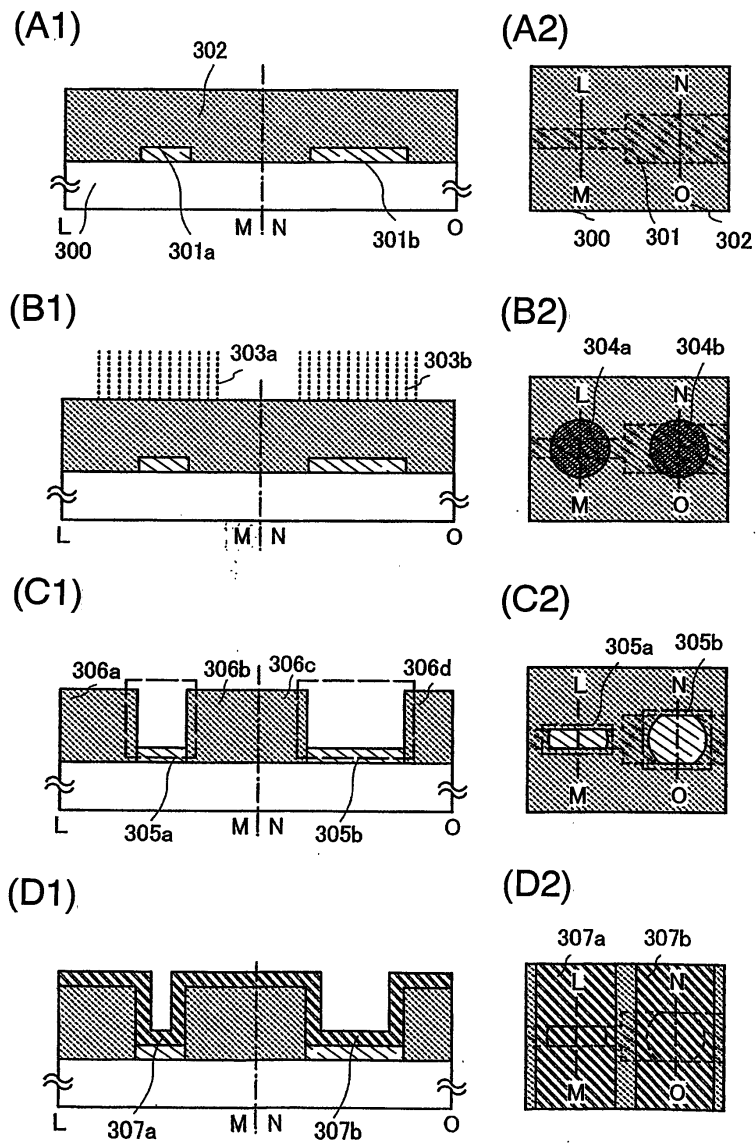 (A1)
(A2)
302
L
N
M
O
L
300
301a
M
N
301b
O
300
301
302
(B1)
(B2)
303a
303b
304a
304b
L
N
M
O
L
M
N
O
(C1)
(C2)
306a
306b
306c
306d
305a
305b
L
N
M
O
L
305a
M
N
305b
O
(D1)
(D2)
307a
307b
L
N
M
O
L
307a
M
N
307b
O